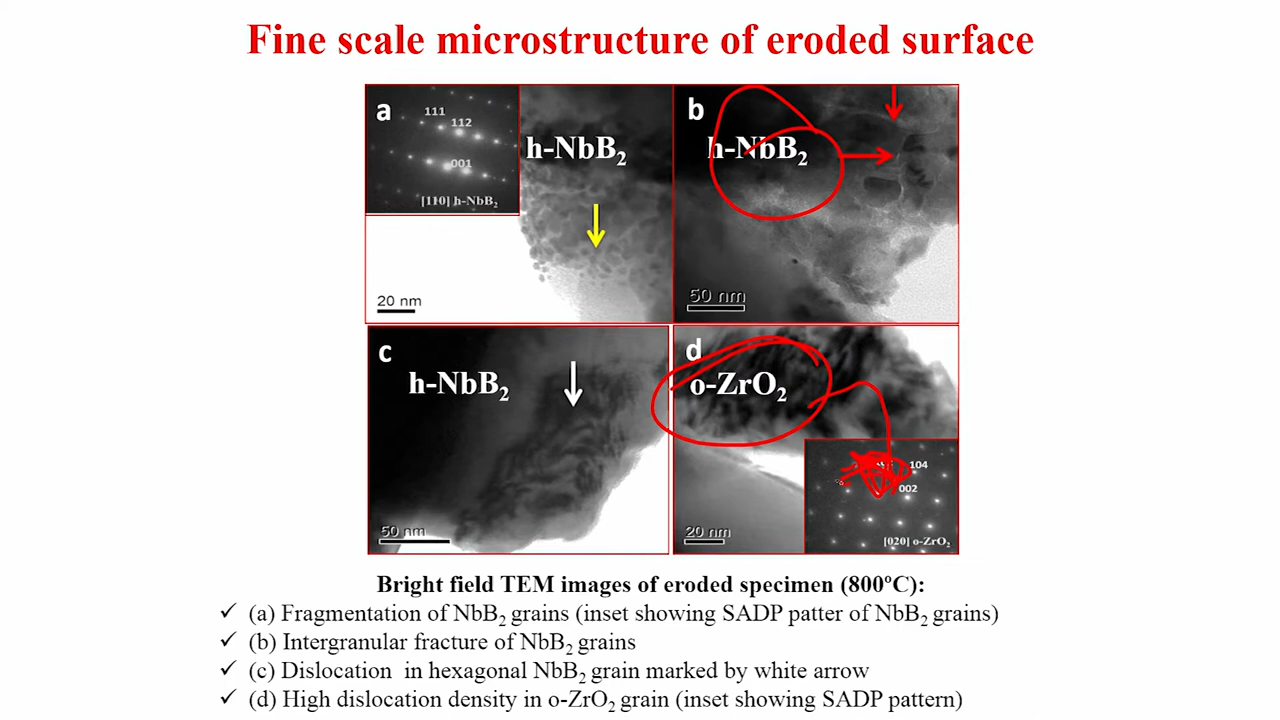 Fine scale microstructure of eroded surface
a
111
112
001
[110] h-NbB₂
h-NbB₂
20 nm
b
h-NbB₂
50 nm
c
h-NbB₂
50 nm
d
o-ZrO₂
104
002
[020] o-ZrO₂
20 nm
Bright field TEM images of eroded specimen (800ºC):
✓ (a) Fragmentation of NbB₂ grains (inset showing SADP patter of NbB₂ grains)
✓ (b) Intergranular fracture of NbB₂ grains
✓ (c) Dislocation in hexagonal NbB₂ grain marked by white arrow
✓ (d) High dislocation density in o-ZrO₂ grain (inset showing SADP pattern)